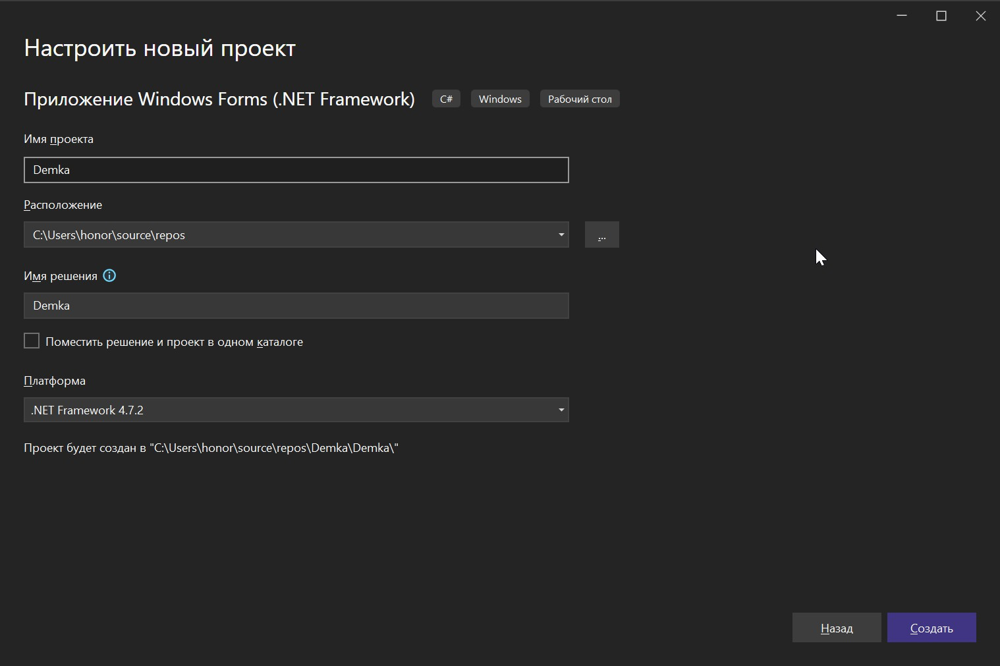 Настроить новый проект
Приложение Windows Forms (.NET Framework) C# Windows Рабочий стол
Имя проекта
Demka
Расположение
C:\Users\honor\source\repos
...
Имя решения
Demka
Поместить решение и проект в одном каталоге
Платформа
.NET Framework 4.7.2
Проект будет создан в "C:\Users\honor\source\repos\Demka\Demka\"
Назад Создать